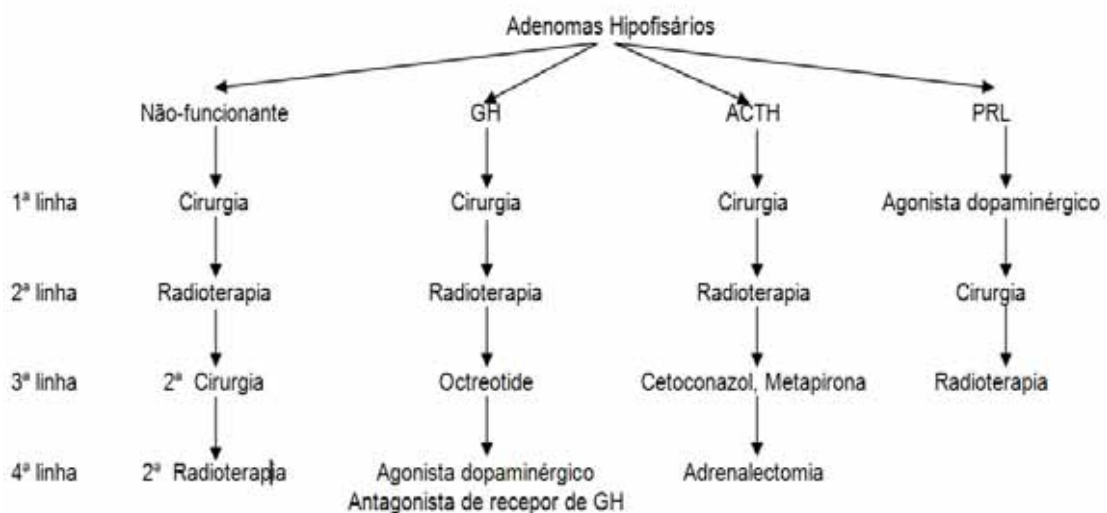 Adenomas Hipofisários
Não-funcionante GH ACTH PRL
1ª linha Cirurgia Cirurgia Cirurgia Agonista dopaminérgico
2ª linha Radioterapia Radioterapia Radioterapia Cirurgia
3ª linha 2ª Cirurgia Octreotide Cetoconazol, Metapirona Radioterapia
4ª linha 2ª Radioterapia Agonista dopaminérgico Adrenalectomia
Antagonista de recepor de GH